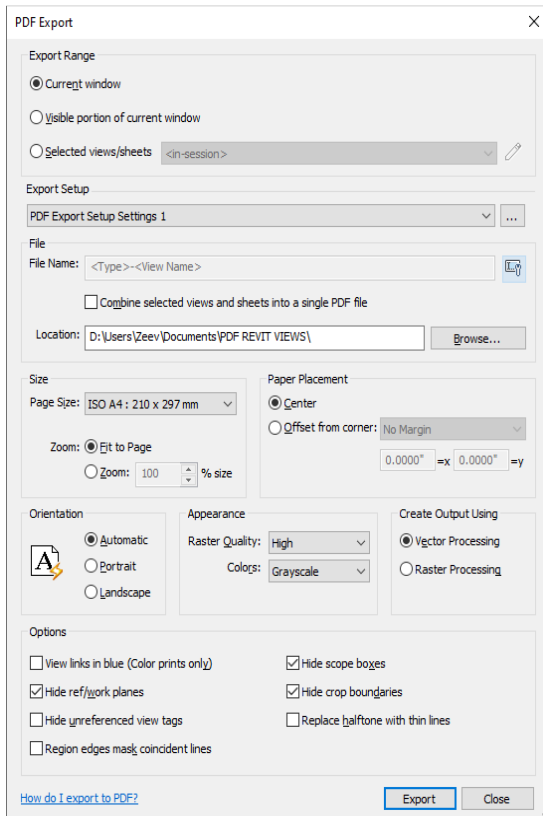 PDF Export
Export Range
Current window
Visible portion of current window
Selected views/sheets <in-session>
Export Setup
PDF Export Setup Settings 1 ...
File
File Name: <Type>-<View Name>
Combine selected views and sheets into a single PDF file
Location: D:\Users\Zeev\Documents\PDF REVIT VIEWS\ Browse...
Size
Page Size: ISO A4 : 210 x 297 mm
Zoom: Fit to Page
Zoom: 100 % size
Paper Placement
Center
Offset from corner: No Margin
0.0000" =x 0.0000" =y
Orientation
A
Automatic
Portrait
Landscape
Appearance
Raster Quality: High
Colors: Grayscale
Create Output Using
Vector Processing
Raster Processing
Options
View links in blue (Color prints only)
Hide ref/work planes
Hide unreferenced view tags
Region edges mask coincident lines
Hide scope boxes
Hide crop boundaries
Replace halftone with thin lines
How do I export to PDF? Export Close